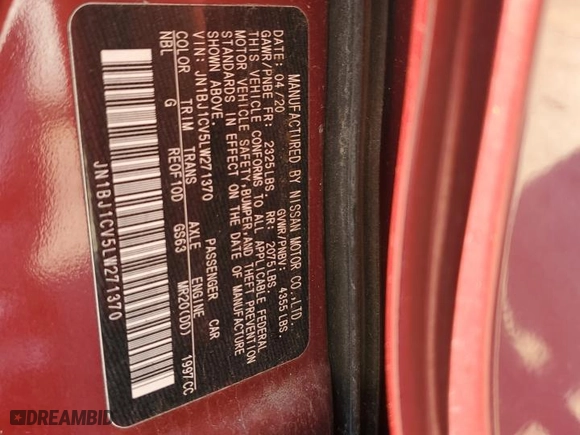 MANUFACTURED BY NISSAN MOTOR CO.,LTD.
DATE: 04/20 GVWR/PNBV: 4355LBS.
GAWR/PNBE FR: 2325LBS. RR: 2075LBS.
THIS VEHICLE CONFORMS TO ALL APPLICABLE FEDERAL
MOTOR VEHICLE SAFETY,BUMPER,AND THEFT PREVENTION
STANDARDS IN EFFECT ON THE DATE OF MANUFACTURE
SHOWN ABOVE.
VIN: JN1BJ1CV5LW271370 PASSENGER CAR
COLOR TRIM AXLE ENGINE
NBL G RE0F10D GS63 MR20(DD) 1997CC
JN1BJ1CV5LW271370
DREAMBID